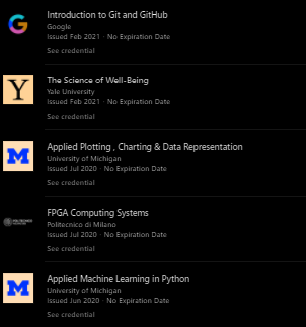 Introduction to Git and GitHub
Google
Issued Feb 2021 · No Expiration Date
See credential
The Science of Well-Being
Yale University
Issued Feb 2021 · No Expiration Date
See credential
Applied Plotting , Charting & Data Representation
University of Michigan
Issued Jul 2020 · No Expiration Date
See credential
FPGA Computing Systems
Politecnico di Milano
Issued Jul 2020 · No Expiration Date
See credential
Applied Machine Learning in Python
University of Michigan
Issued Jun 2020 · No Expiration Date
See credential